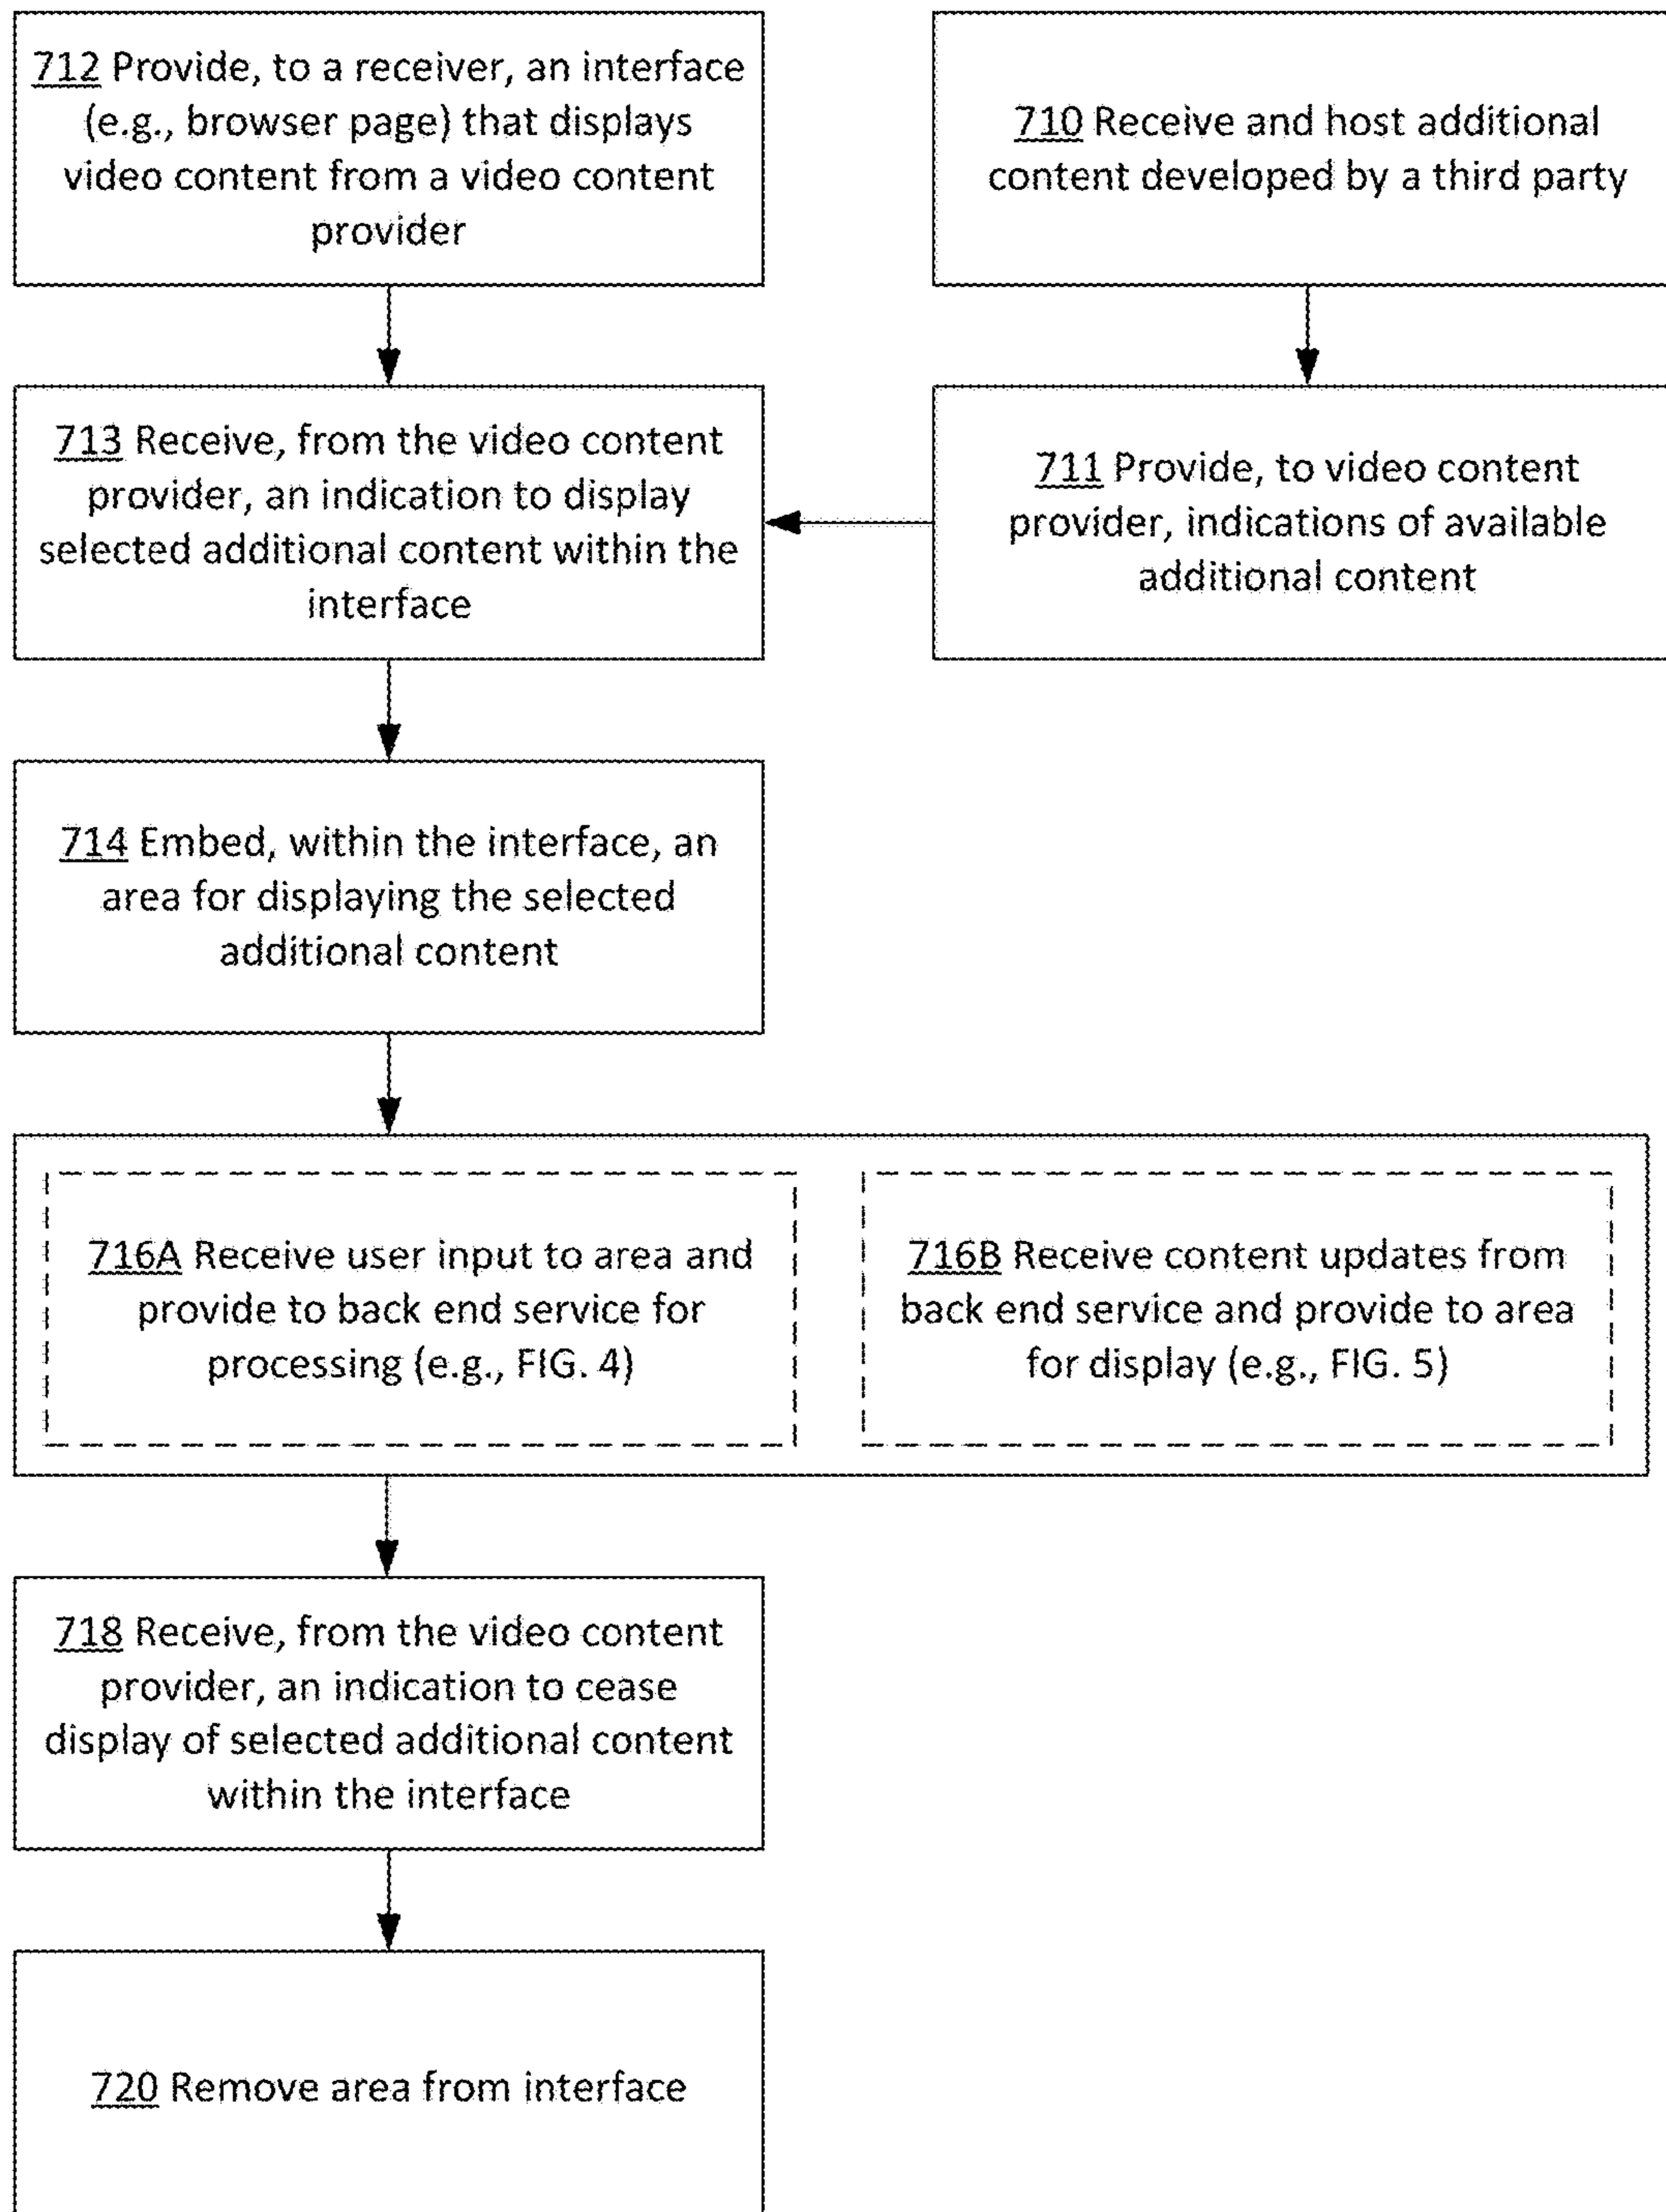 712 Provide, to a receiver, an interface
(e.g., browser page) that displays
video content from a video content
provider
710 Receive and host additional
content developed by a third party
713 Receive, from the video content
provider, an indication to display
selected additional content within the
interface
711 Provide, to video content
provider, indications of available
additional content
714 Embed, within the interface, an
area for displaying the selected
additional content
716A Receive user input to area and
provide to back end service for
processing (e.g., FIG. 4)
716B Receive content updates from
back end service and provide to area
for display (e.g., FIG. 5)
718 Receive, from the video content
provider, an indication to cease
display of selected additional content
within the interface
720 Remove area from interface